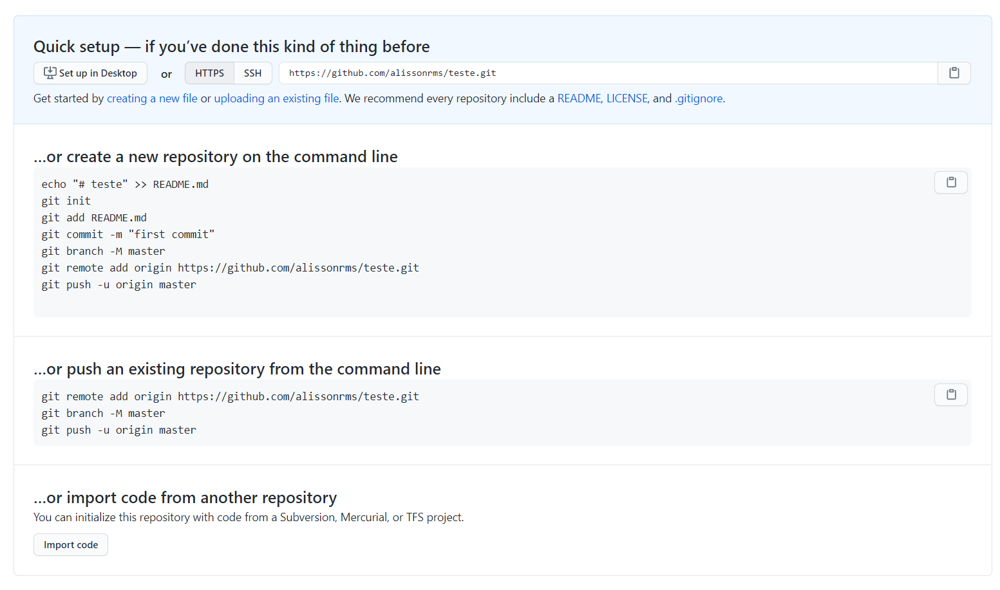 Quick setup — if you’ve done this kind of thing before
Set up in Desktop or HTTPS SSH https://github.com/alissonrms/teste.git
Get started by creating a new file or uploading an existing file. We recommend every repository include a README, LICENSE, and .gitignore.
…or create a new repository on the command line
echo "# teste" >> README.md
git init
git add README.md
git commit -m "first commit"
git branch -M master
git remote add origin https://github.com/alissonrms/teste.git
git push -u origin master
…or push an existing repository from the command line
git remote add origin https://github.com/alissonrms/teste.git
git branch -M master
git push -u origin master
…or import code from another repository
You can initialize this repository with code from a Subversion, Mercurial, or TFS project.
Import code